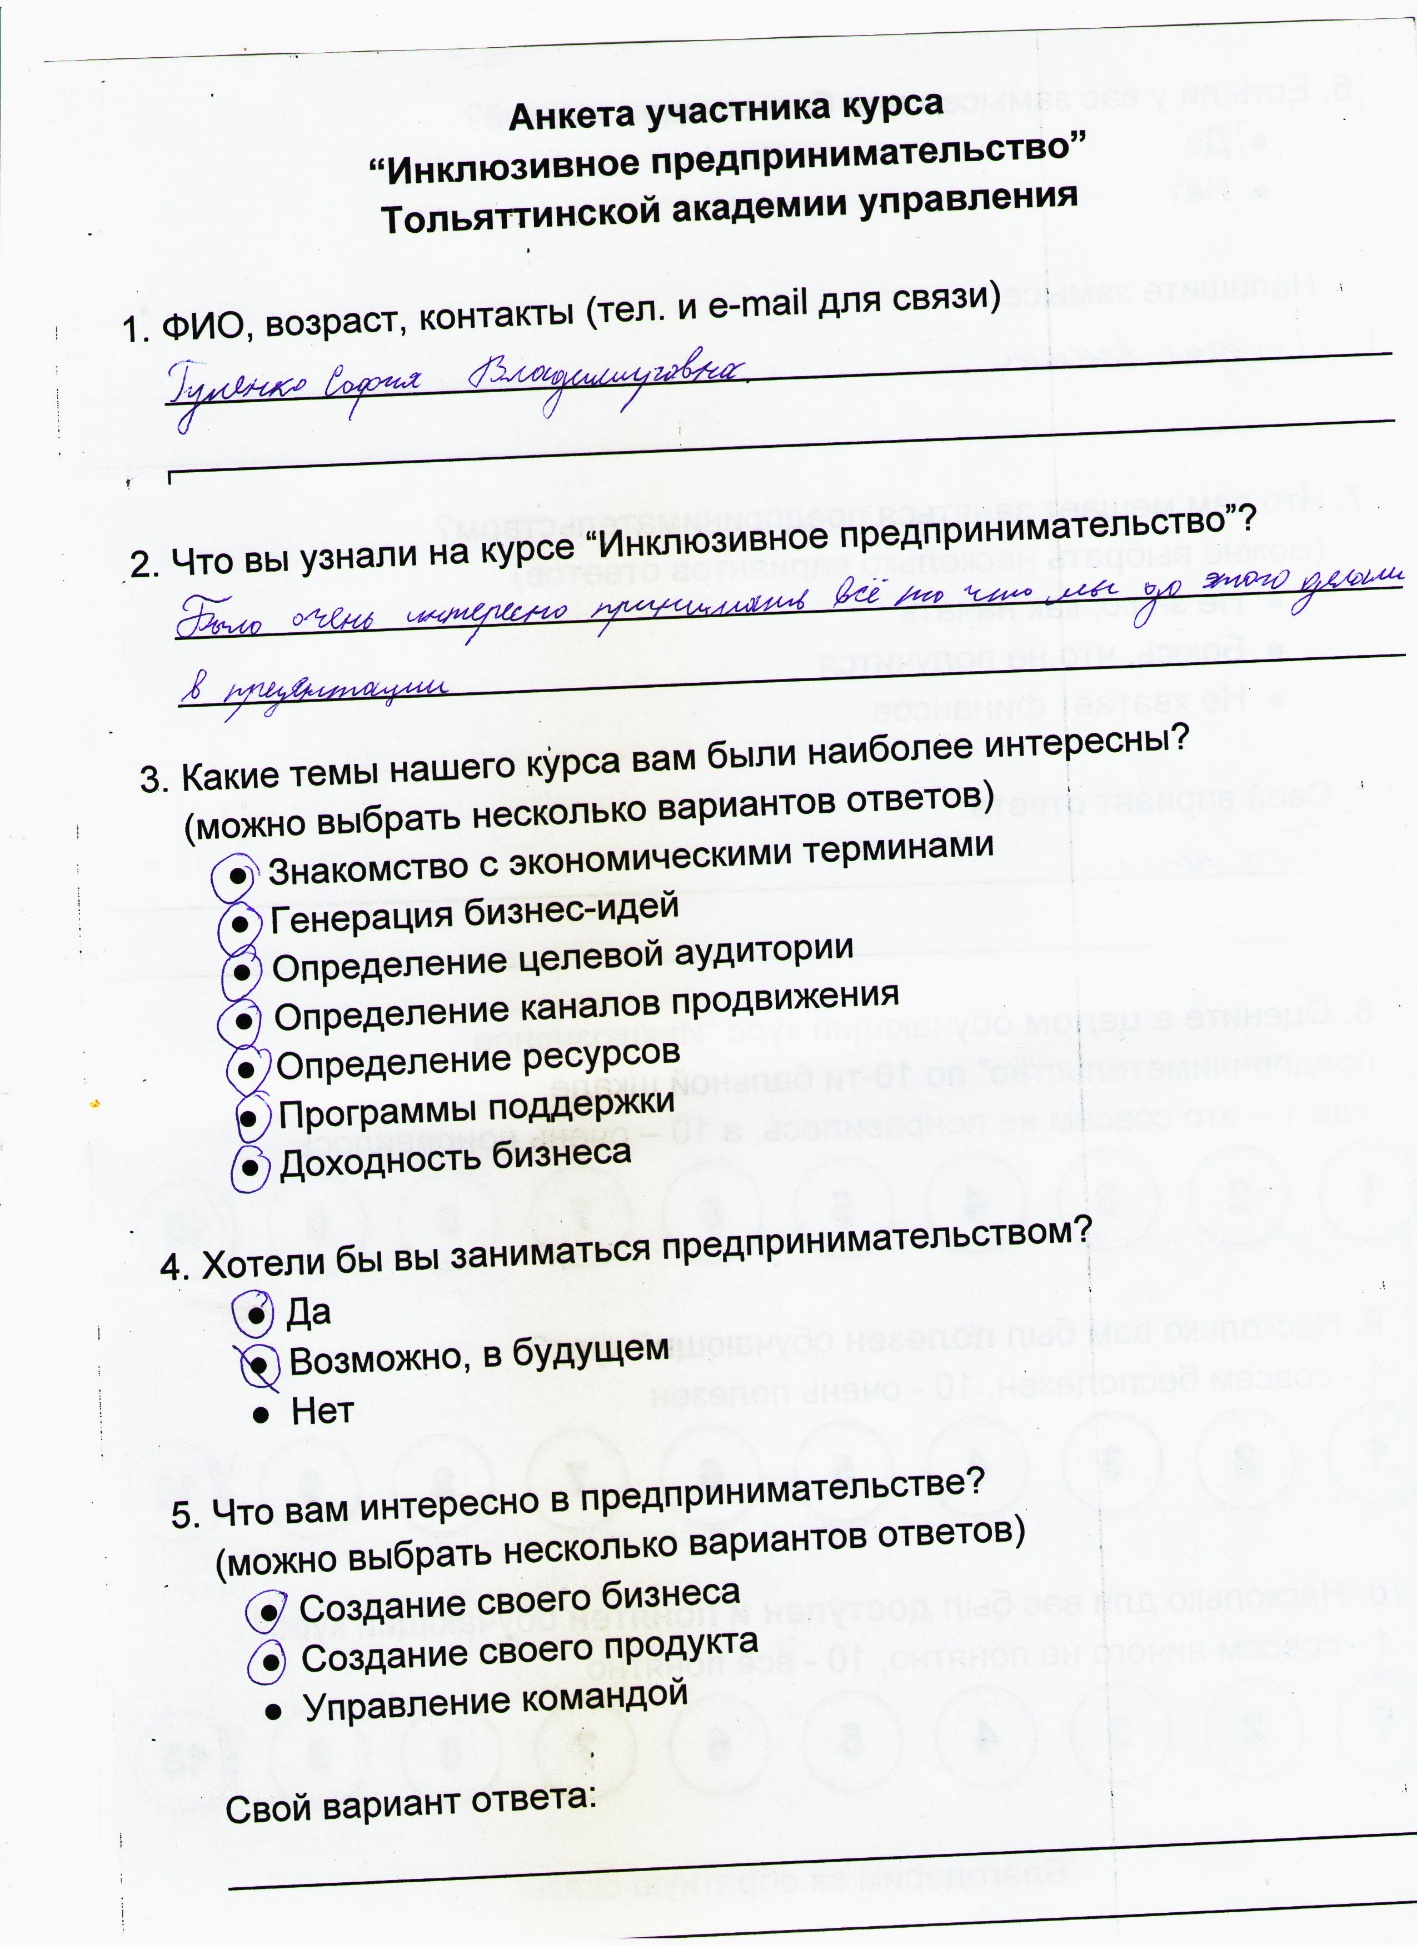 Анкета участника курса
“Инклюзивное предпринимательство”
Тольяттинской академии управления
1. ФИО, возраст, контакты (тел. и e-mail для связи)
София Владимировна.
2. Что вы узнали на курсе “Инклюзивное предпринимательство”?
Было очень интересно всё то что мы до этого делали
в презентации
3. Какие темы нашего курса вам были наиболее интересны?
(можно выбрать несколько вариантов ответов)
● Знакомство с экономическими терминами
● Генерация бизнес-идей
● Определение целевой аудитории
● Определение каналов продвижения
● Определение ресурсов
● Программы поддержки
● Доходность бизнеса
4. Хотели бы вы заниматься предпринимательством?
● Да
● Возможно, в будущем
● Нет
5. Что вам интересно в предпринимательстве?
(можно выбрать несколько вариантов ответов)
● Создание своего бизнеса
● Создание своего продукта
● Управление командой
Свой вариант ответа: